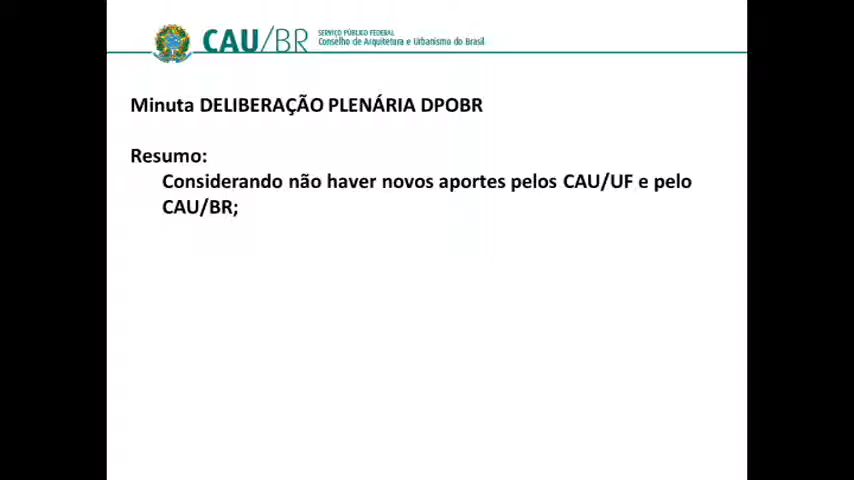 CAU/BR
SERVIÇO PÚBLICO FEDERAL
Conselho de Arquitetura e Urbanismo do Brasil
Minuta DELIBERAÇÃO PLENÁRIA DPOBR
Resumo:
Considerando não haver novos aportes pelos CAU/UF e pelo
CAU/BR;